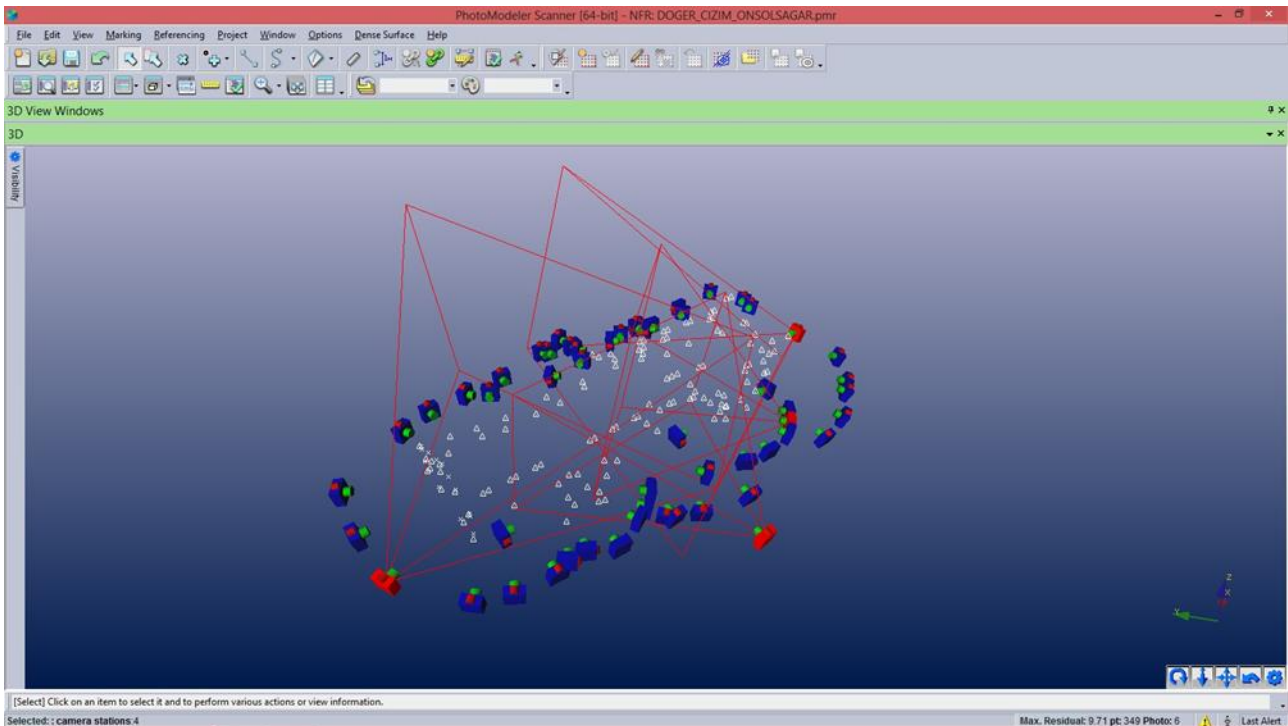 PhotoModeler Scanner [64-bit] - NFR: DOGER_CIZIM_ONSOLSAGAR.pmr
File Edit View Marking Referencing Project Window Options Dense Surface Help
3D View Windows
3D
Visibility
Z
X
Y
[Select] Click on an item to select it and to perform various actions or view information.
Selected: : camera stations:4 Max. Residual: 9.71 pt: 349 Photo: 6 Last Alert